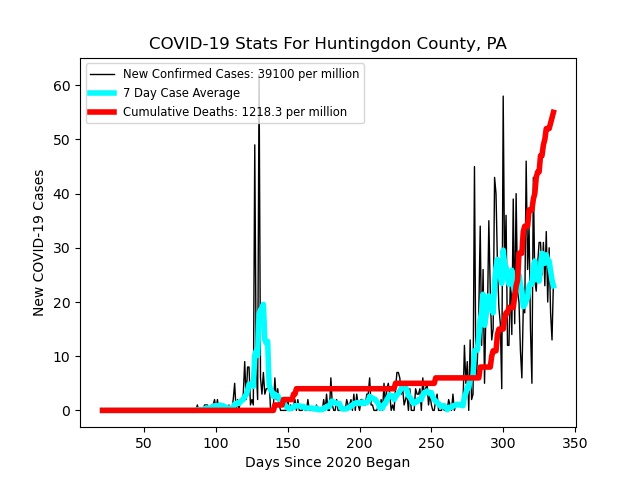 COVID-19 Stats For Huntingdon County, PA
New Confirmed Cases: 39100 per million
7 Day Case Average
Cumulative Deaths: 1218.3 per million
60
50
40
30
20
10
0
New COVID-19 Cases
50 100 150 200 250 300 350
Days Since 2020 Began